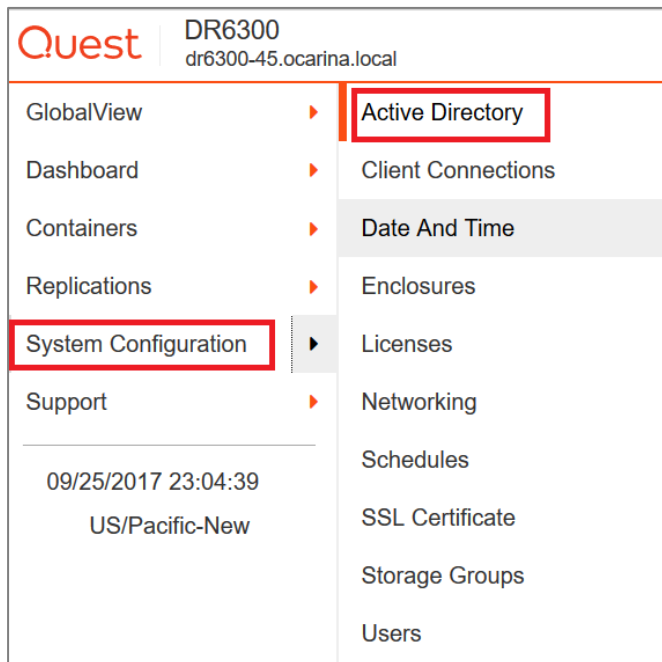 Quest
DR6300
dr6300-45.ocarina.local
GlobalView
Dashboard
Containers
Replications
System Configuration
Support
09/25/2017 23:04:39
US/Pacific-New
Active Directory
Client Connections
Date And Time
Enclosures
Licenses
Networking
Schedules
SSL Certificate
Storage Groups
Users